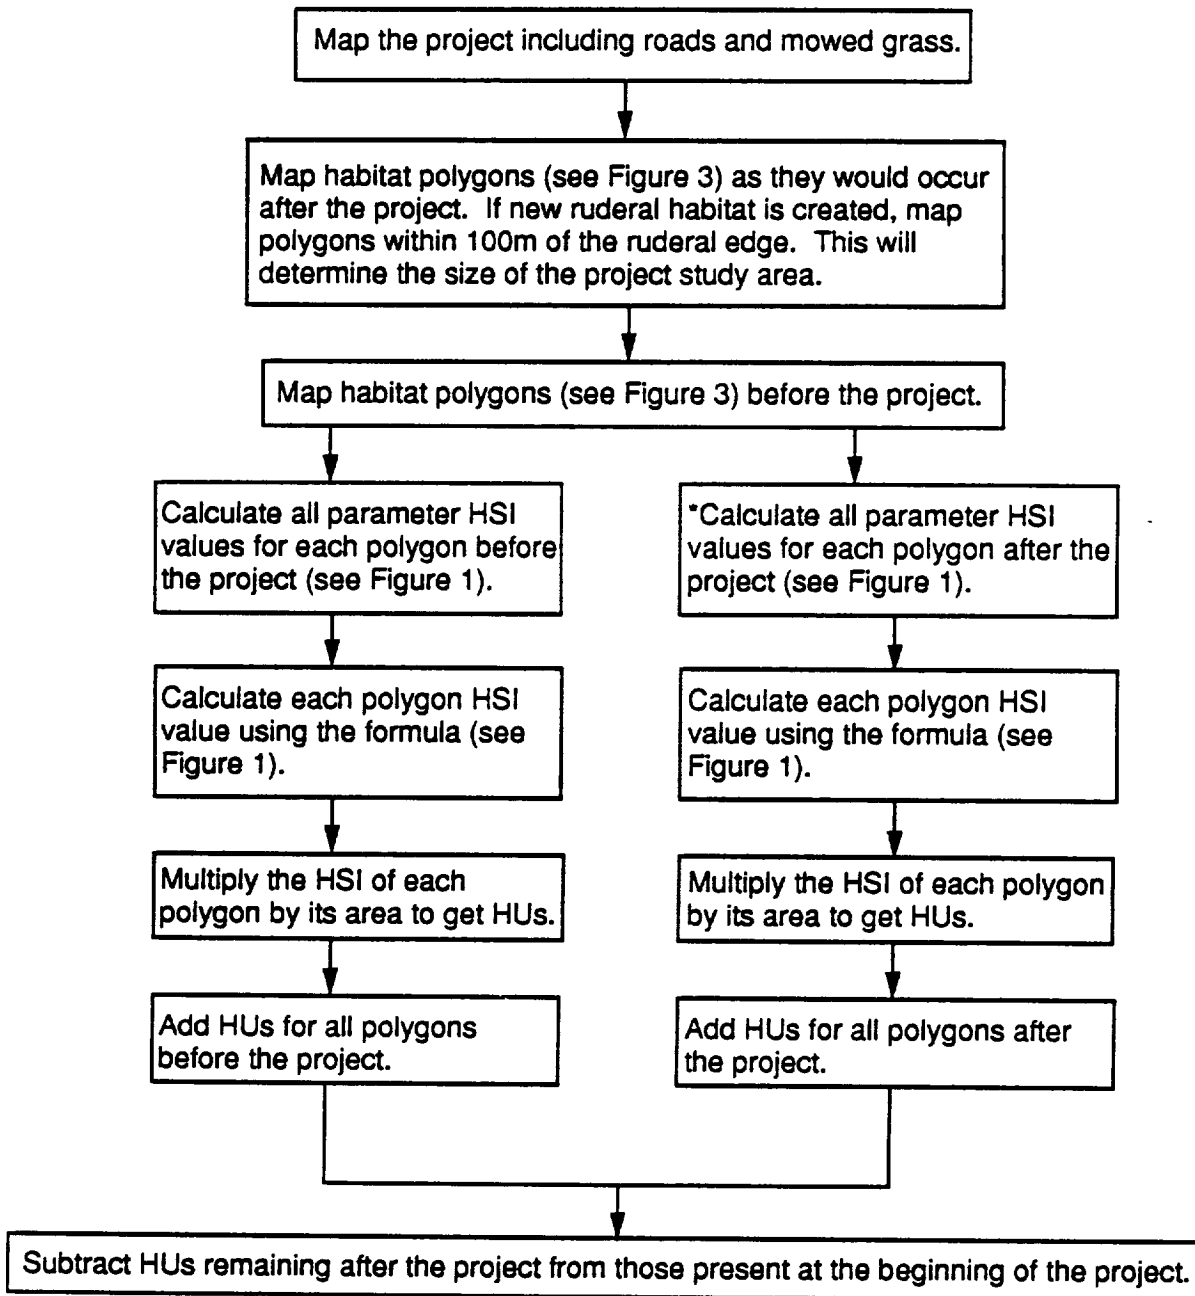 Map the project including roads and mowed grass.
Map habitat polygons (see Figure 3) as they would occur
after the project. If new ruderal habitat is created, map
polygons within 100m of the ruderal edge. This will
determine the size of the project study area.
Map habitat polygons (see Figure 3) before the project.
Calculate all parameter HSI
values for each polygon before
the project (see Figure 1).
Calculate each polygon HSI
value using the formula (see
Figure 1).
Multiply the HSI of each
polygon by its area to get HUs.
Add HUs for all polygons
before the project.
*Calculate all parameter HSI
values for each polygon after the
project (see Figure 1).
Calculate each polygon HSI
value using the formula (see
Figure 1).
Multiply the HSI of each polygon
by its area to get HUs.
Add HUs for all polygons after
the project.
Subtract HUs remaining after the project from those present at the beginning of the project.